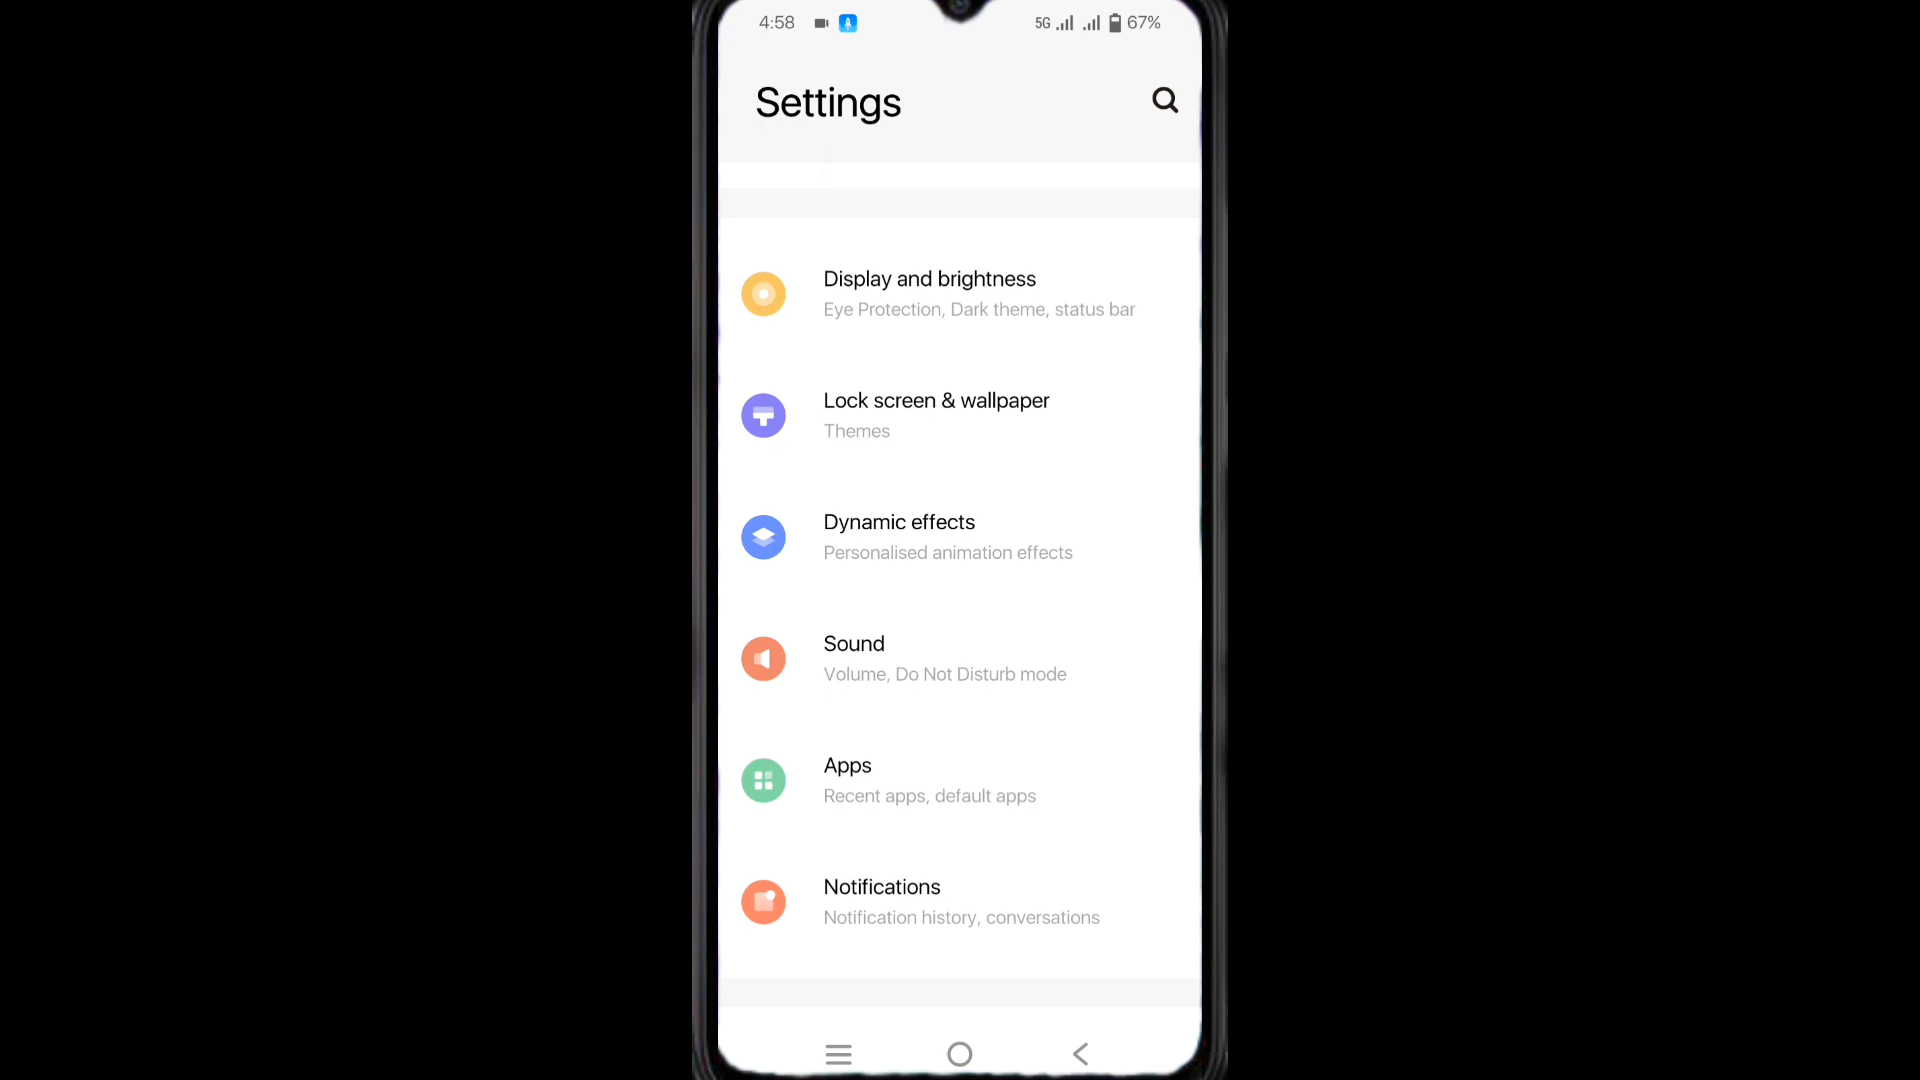 4:58
5G 67%
Settings
Display and brightness
Eye Protection, Dark theme, status bar
Lock screen & wallpaper
Themes
Dynamic effects
Personalised animation effects
Sound
Volume, Do Not Disturb mode
Apps
Recent apps, default apps
Notifications
Notification history, conversations